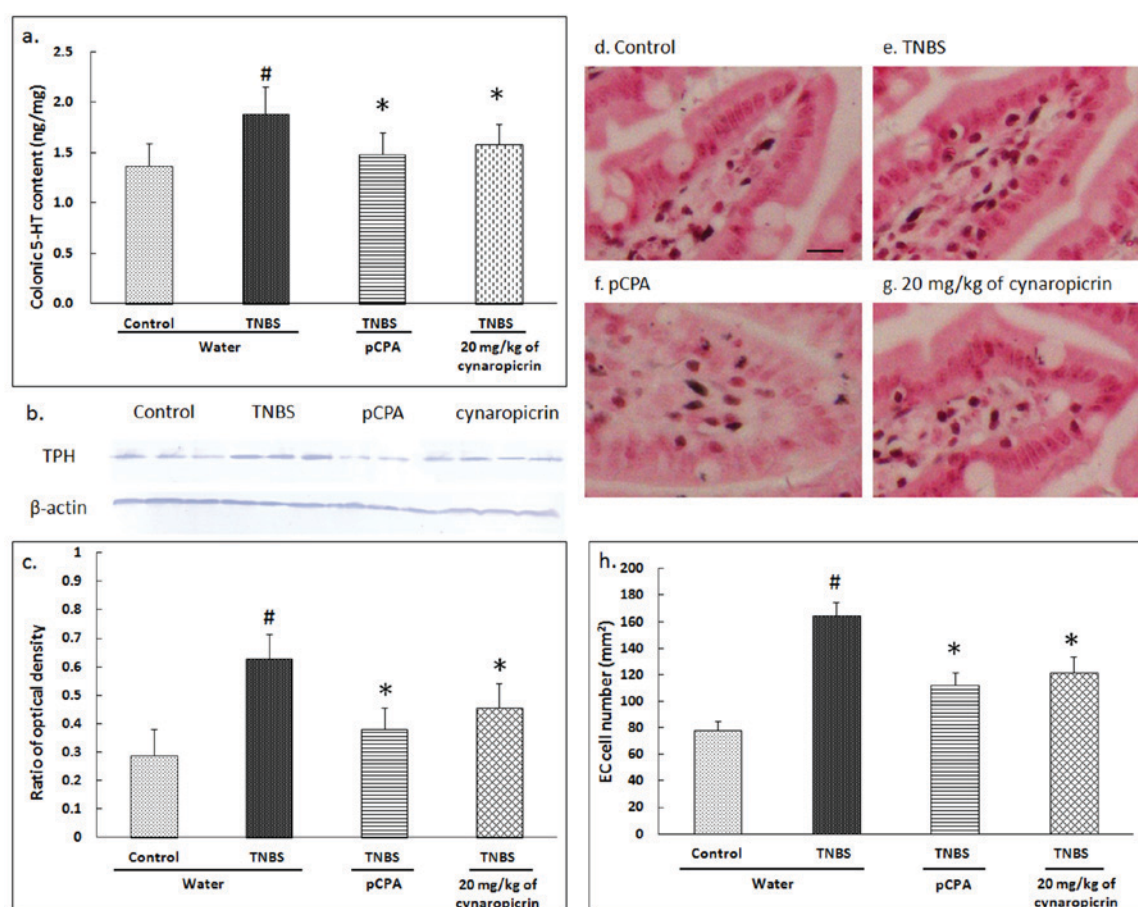 a.
Colonic 5-HT content (ng/mg)
2.5
2.0
1.5
1.0
0.5
0.0
#
*
*
Control
TNBS
TNBS
TNBS
Water
pCPA
20 mg/kg of
cynaropicrin
b.
Control
TNBS
pCPA
cynaropicrin
TPH
β-actin
c.
Ratio of optical density
1
0.9
0.8
0.7
0.6
0.5
0.4
0.3
0.2
0.1
0
#
*
*
Control
TNBS
TNBS
TNBS
Water
pCPA
20 mg/kg of
cynaropicrin
d. Control
e. TNBS
f. pCPA
g. 20 mg/kg of cynaropicrin
h.
EC cell number (mm²)
200
180
160
140
120
100
80
60
40
20
0
#
*
*
Control
TNBS
TNBS
TNBS
Water
pCPA
20 mg/kg of
cynaropicrin